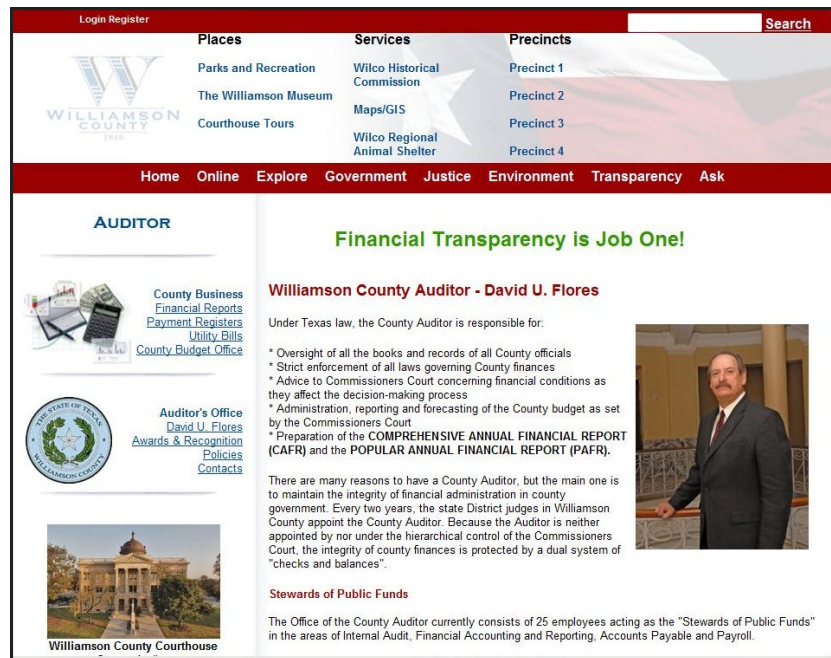 Login Register
Search
Places
Services
Precincts
Parks and Recreation
Wilco Historical
Commission
Precinct 1
The Williamson Museum
Maps/GIS
Precinct 2
Courthouse Tours
Wilco Regional
Animal Shelter
Precinct 3
Precinct 4
WILLIAMSON
COUNTY
1848
Home Online Explore Government Justice Environment Transparency Ask
AUDITOR
County Business
Financial Reports
Payment Registers
Utility Bills
County Budget Office
THE STATE OF TEXAS
WILLIAMSON COUNTY
Auditor's Office
David U. Flores
Awards & Recognition
Policies
Contacts
Williamson County Courthouse
Financial Transparency is Job One!
Williamson County Auditor - David U. Flores
Under Texas law, the County Auditor is responsible for:
* Oversight of all the books and records of all County officials
* Strict enforcement of all laws governing County finances
* Advice to Commissioners Court concerning financial conditions as
they affect the decision-making process
* Administration, reporting and forecasting of the County budget as set
by the Commissioners Court
* Preparation of the COMPREHENSIVE ANNUAL FINANCIAL REPORT
(CAFR) and the POPULAR ANNUAL FINANCIAL REPORT (PAFR).
There are many reasons to have a County Auditor, but the main one is
to maintain the integrity of financial administration in county
government. Every two years, the state District judges in Williamson
County appoint the County Auditor. Because the Auditor is neither
appointed by nor under the hierarchical control of the Commissioners
Court, the integrity of county finances is protected by a dual system of
"checks and balances".
Stewards of Public Funds
The Office of the County Auditor currently consists of 25 employees acting as the "Stewards of Public Funds"
in the areas of Internal Audit, Financial Accounting and Reporting, Accounts Payable and Payroll.